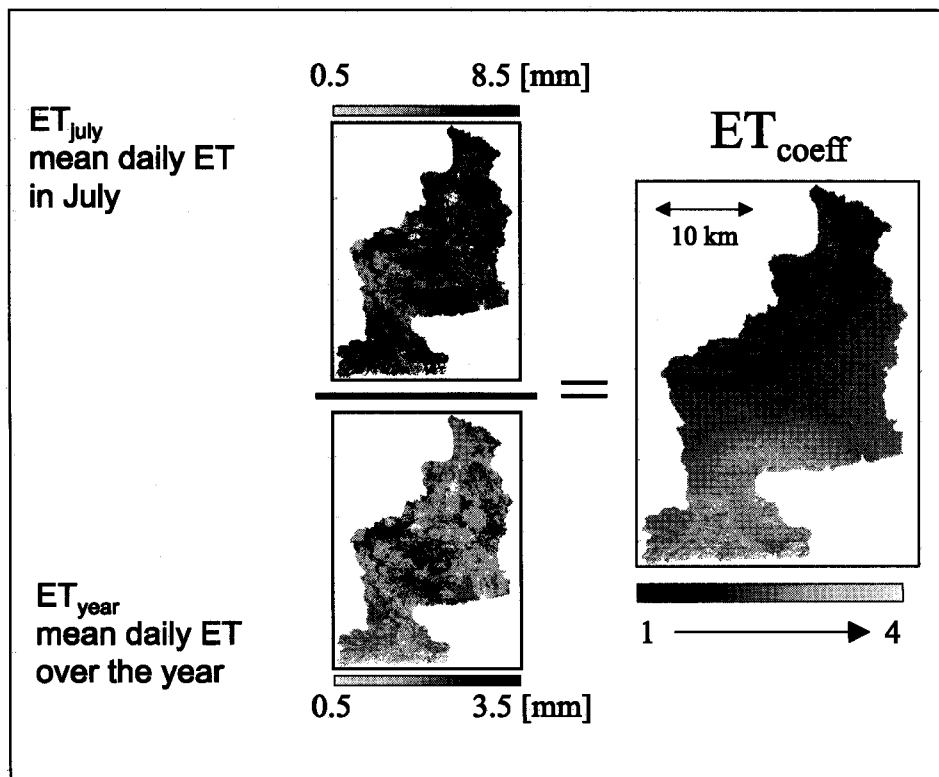 0.5 8.5 [mm]
ET_july
mean daily ET
in July
ET_coeff
10 km
=
ET_year
mean daily ET
over the year
1 4
0.5 3.5 [mm]